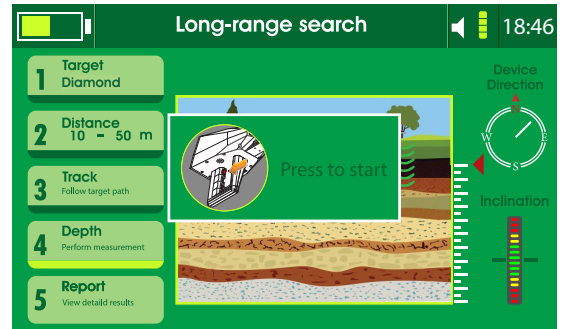 Long-range search
18:46
1 Target
Diamond
2 Distance
10 - 50 m
3 Track
Follow target path
4 Depth
Perform measurement
5 Report
View detaild results
Press to start
Device
Direction
N
W
E
S
Inclination